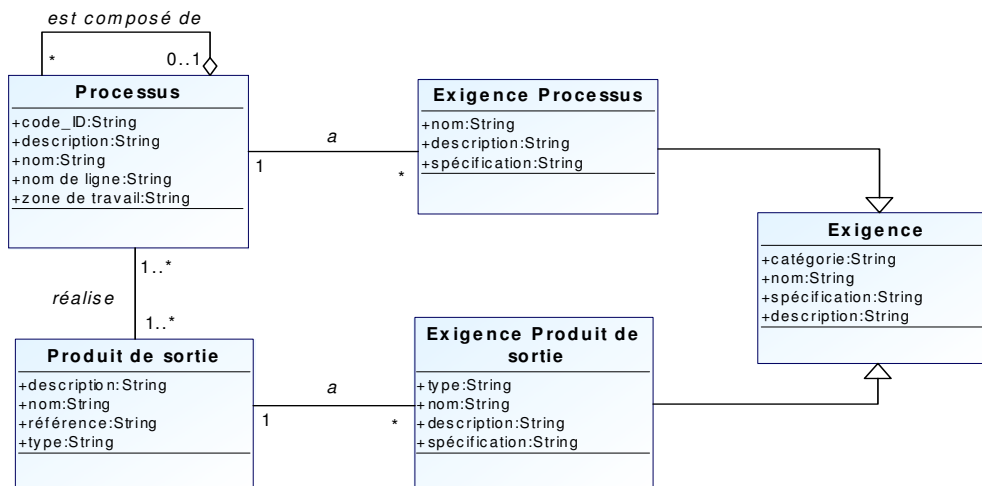 est composé de
*
0..1
Processus
+code_ID:String
+description:String
+nom:String
+nom de ligne:String
+zone de travail:String
a
1
*
Exigence Processus
+nom:String
+description:String
+spécification:String
Exigence
+catégorie:String
+nom:String
+spécification:String
+description:String
1..*
réalise
1..*
Produit de sortie
+description:String
+nom:String
+référence:String
+type:String
a
1
*
Exigence Produit de
sortie
+type:String
+nom:String
+description:String
+spécification:String